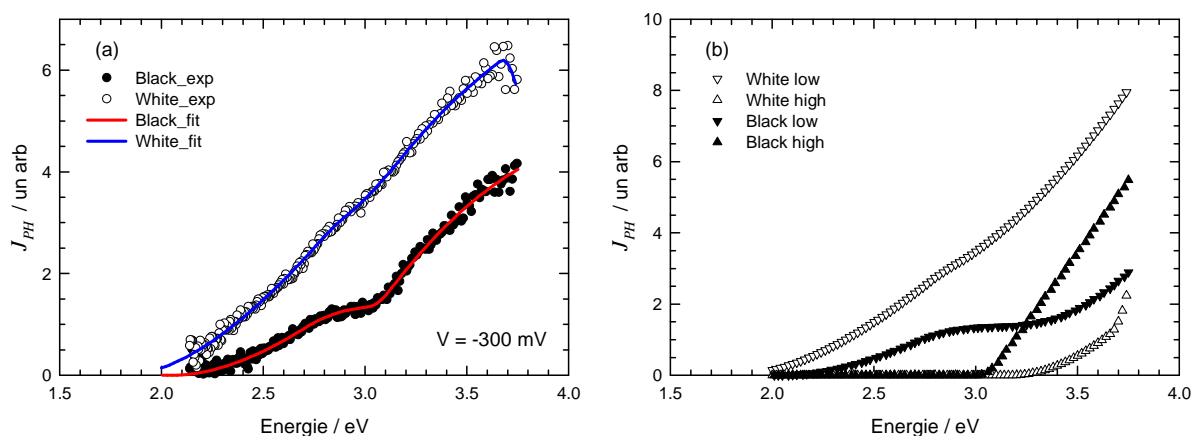 (a)
Black_exp
White_exp
Black_fit
White_fit
V = -300 mV
6
4
2
0
1.5 2.0 2.5 3.0 3.5 4.0
Energie / eV
J_PH / un arb
(b)
White low
White high
Black low
Black high
10
8
6
4
2
0
1.5 2.0 2.5 3.0 3.5 4.0
Energie / eV
J_PH / un arb